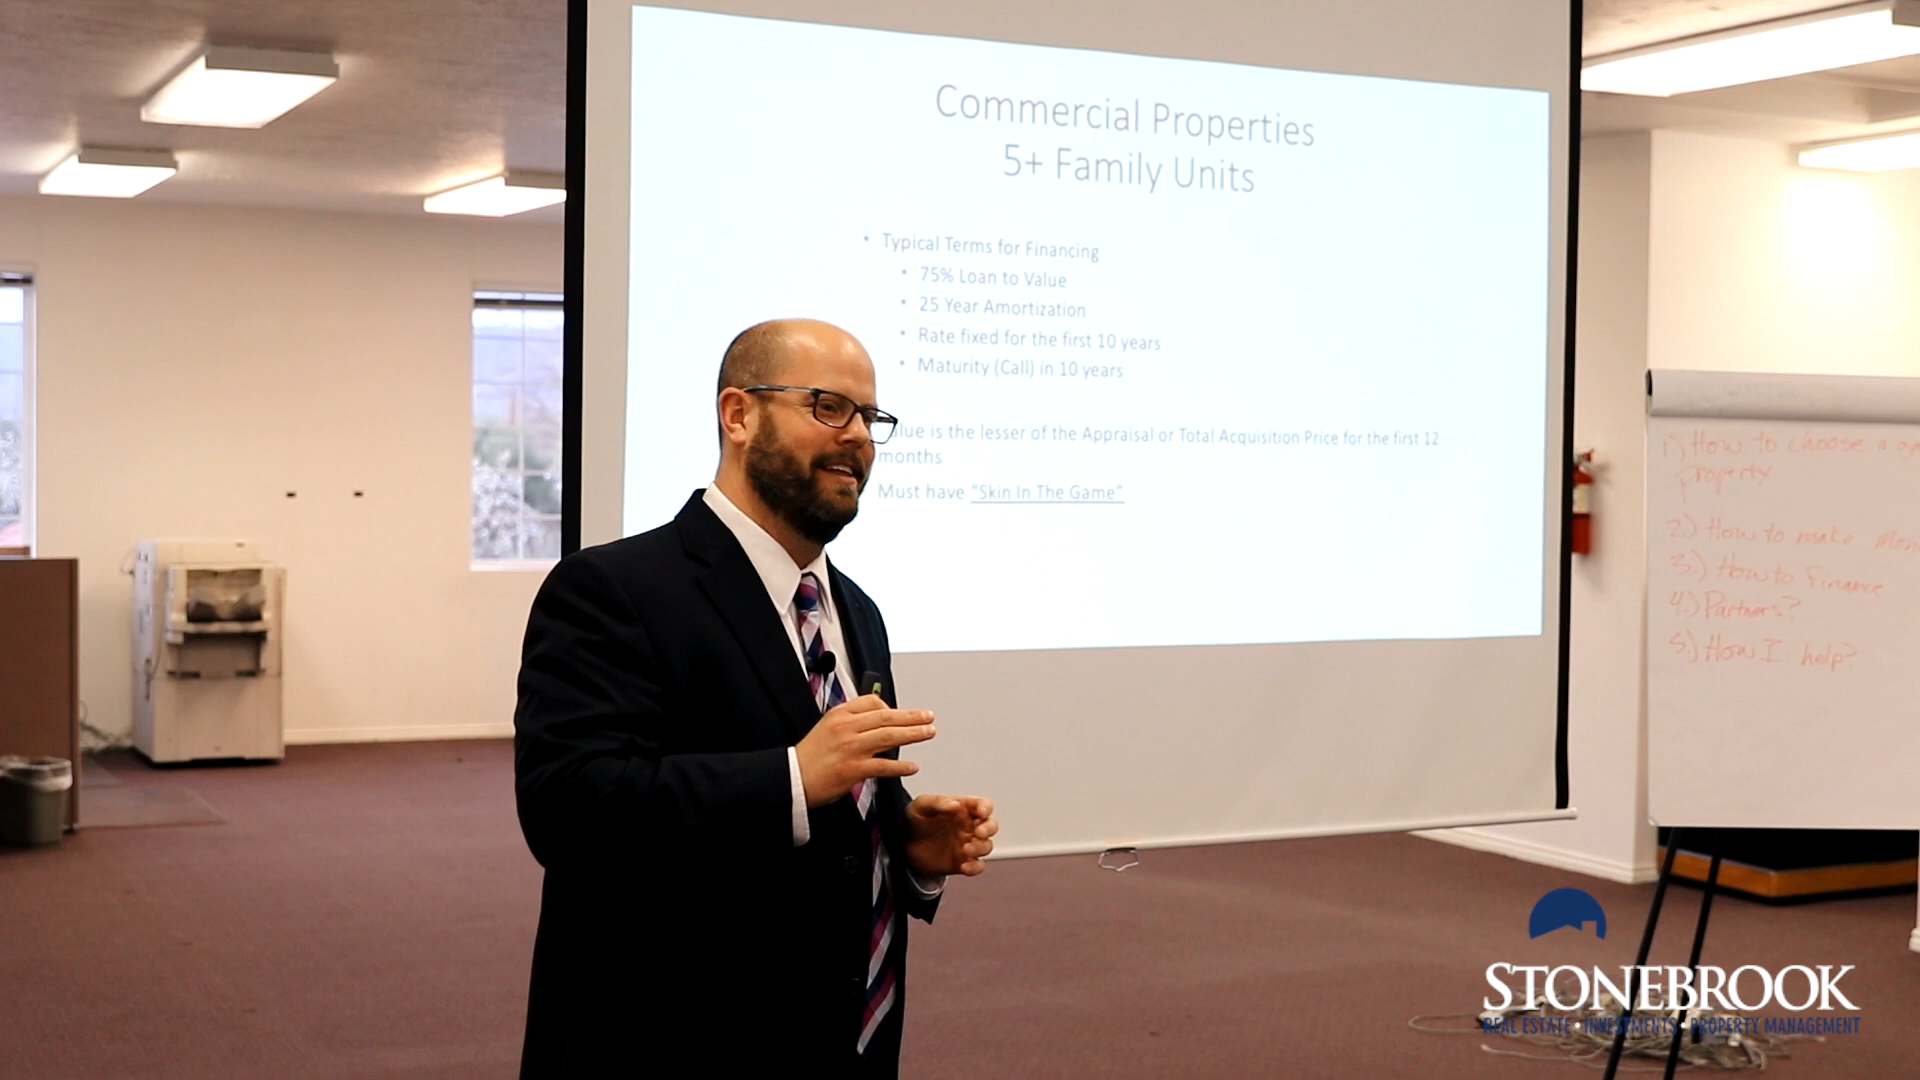 Commercial Properties
5+ Family Units
• Typical Terms for Financing
• 75% Loan to Value
• 25 Year Amortization
• Rate fixed for the first 10 years
• Maturity (Call) in 10 years
alue is the lesser of the Appraisal or Total Acquisition Price for the first 12
months
Must have "Skin In The Game"
1) How to choose a
property
2.) How to make
3.) How to Finance
4.) Partners?
5.) How I help?
STONEBROOK
REAL ESTATE • INVESTMENTS • PROPERTY MANAGEMENT